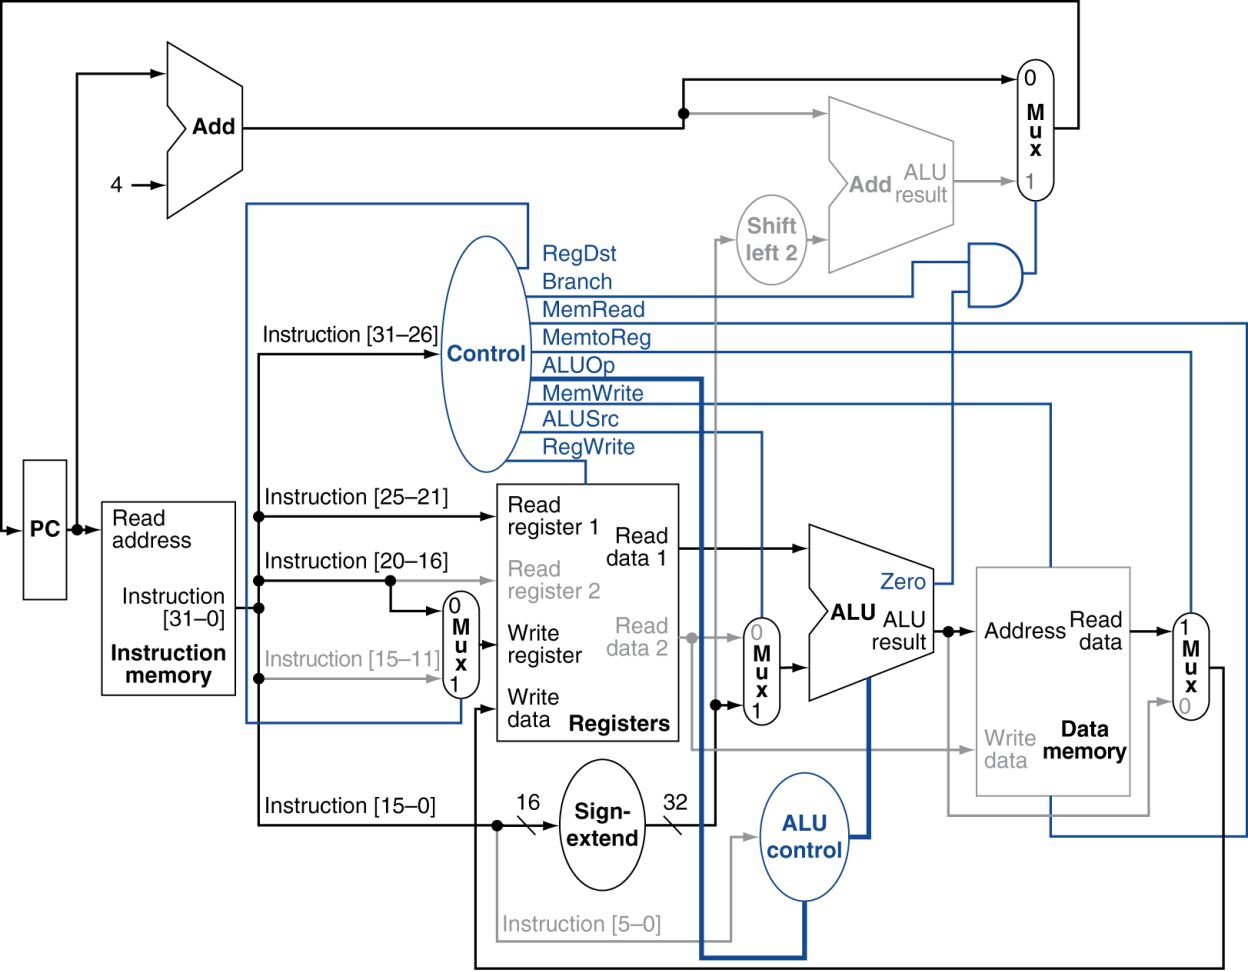 0
Mux
1
Add
4
Add
ALU
result
Shift
left 2
RegDst
Branch
MemRead
MemtoReg
ALUOp
MemWrite
ALUSrc
RegWrite
Control
Instruction [31–26]
Instruction [25–21]
Instruction [20–16]
Instruction [15–11]
Instruction [15–0]
Instruction [5–0]
PC
Read
address
Instruction
[31–0]
Instruction
memory
0
Mux
1
Read
register 1
Read
register 2
Write
register
Write
data
Read
data 1
Read
data 2
Registers
0
Mux
1
Zero
ALU
ALU
result
Address
Read
data
Write
data
Data
memory
1
Mux
0
16
Sign-
extend
32
ALU
control